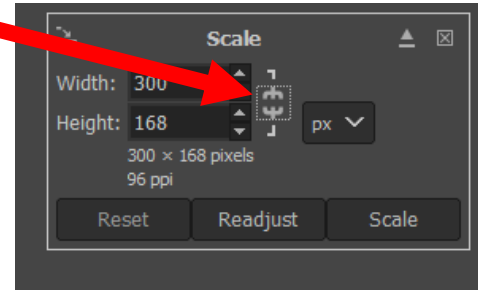 Scale
Width: 300
Height: 168 px
300 × 168 pixels
96 ppi
Reset Readjust Scale